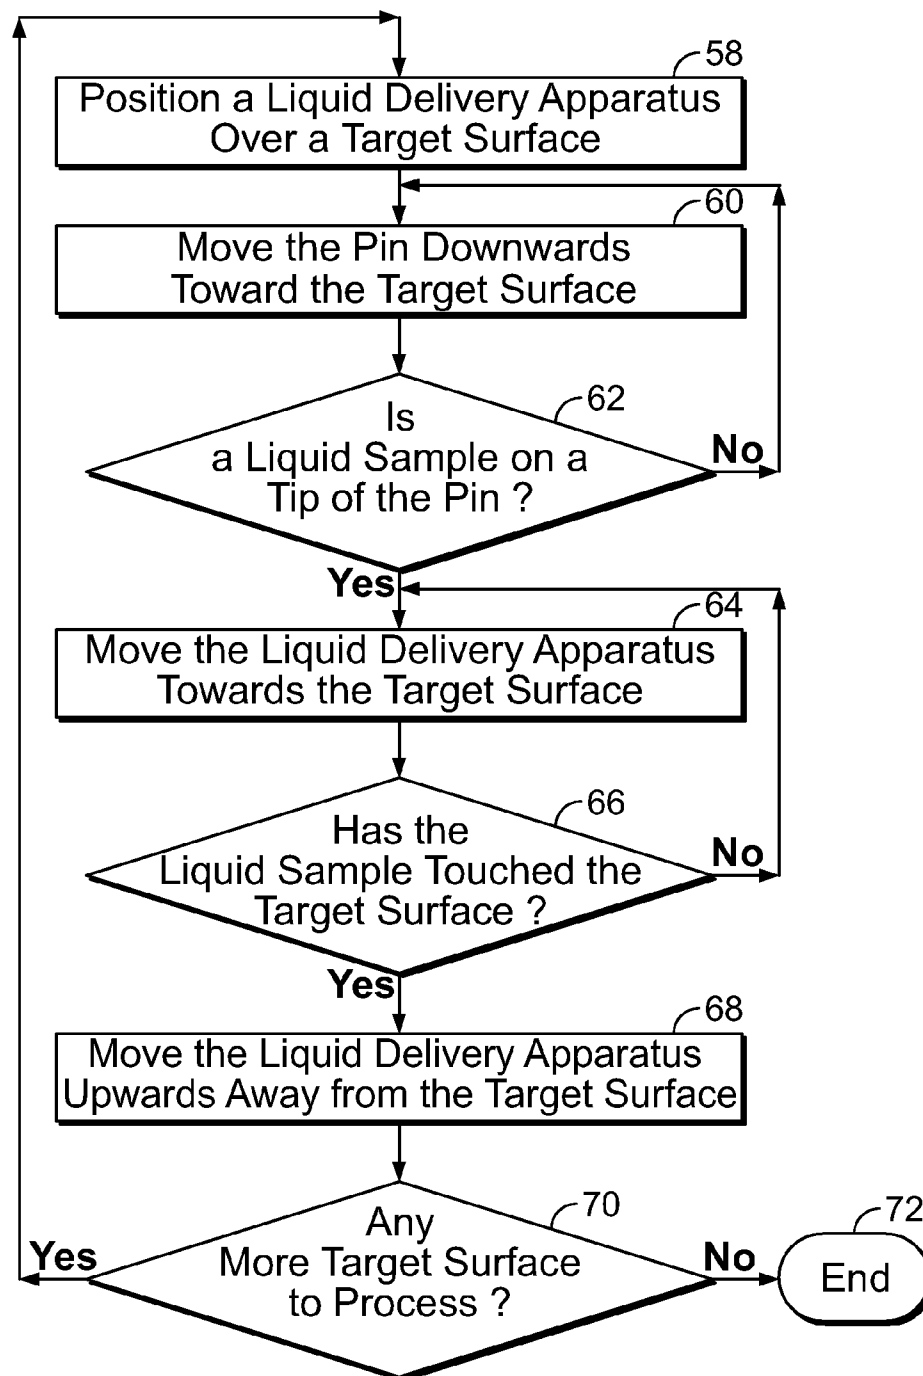 58
Position a Liquid Delivery Apparatus
Over a Target Surface
60
Move the Pin Downwards
Toward the Target Surface
62
Is
a Liquid Sample on a
Tip of the Pin ?
No
Yes
64
Move the Liquid Delivery Apparatus
Towards the Target Surface
66
Has the
Liquid Sample Touched the
Target Surface ?
No
Yes
68
Move the Liquid Delivery Apparatus
Upwards Away from the Target Surface
70
Any
More Target Surface
to Process ?
Yes
No
72
End